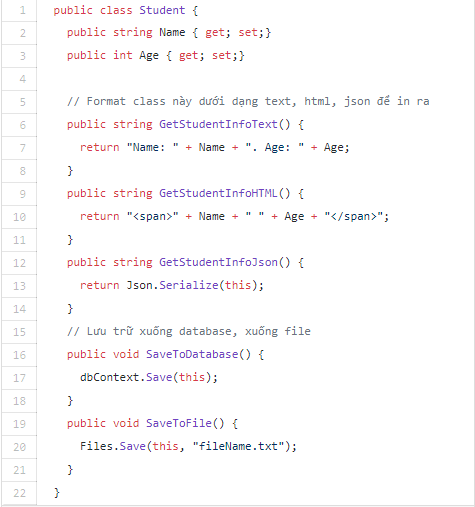 1 public class Student {
2 public string Name { get; set;}
3 public int Age { get; set;}
4
5 // Format class này dưới dạng text, html, json để in ra
6 public string GetStudentInfoText() {
7 return "Name: " + Name + ". Age: " + Age;
8 }
9 public string GetStudentInfoHTML() {
10 return "<span>" + Name + " " + Age + "</span>";
11 }
12 public string GetStudentInfoJson() {
13 return Json.Serialize(this);
14 }
15 // Lưu trữ xuống database, xuống file
16 public void SaveToDatabase() {
17 dbContext.Save(this);
18 }
19 public void SaveToFile() {
20 Files.Save(this, "fileName.txt");
21 }
22 }